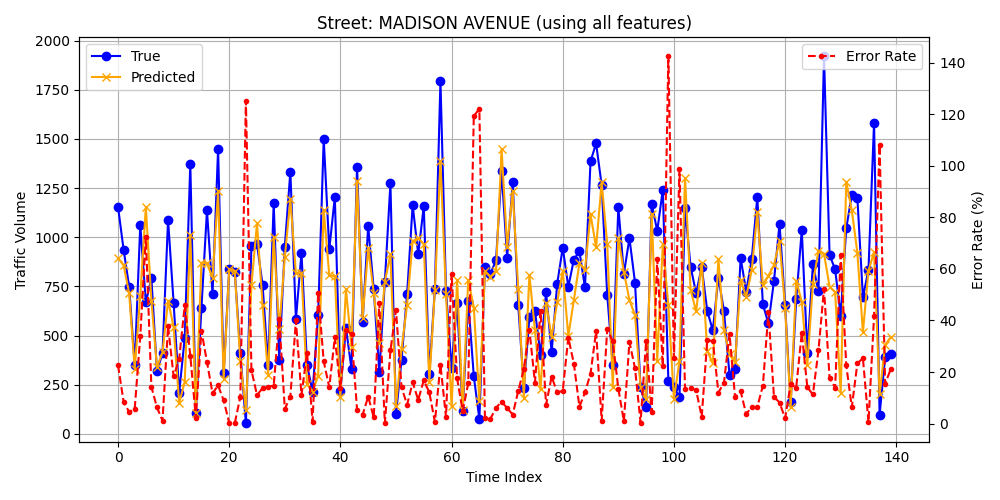 Street: MADISON AVENUE (using all features)
True
Predicted
Error Rate
Traffic Volume
2000
1750
1500
1250
1000
750
500
250
0
140
120
100
80
60
40
20
0
Error Rate (%)
0 20 40 60 80 100 120 140
Time Index